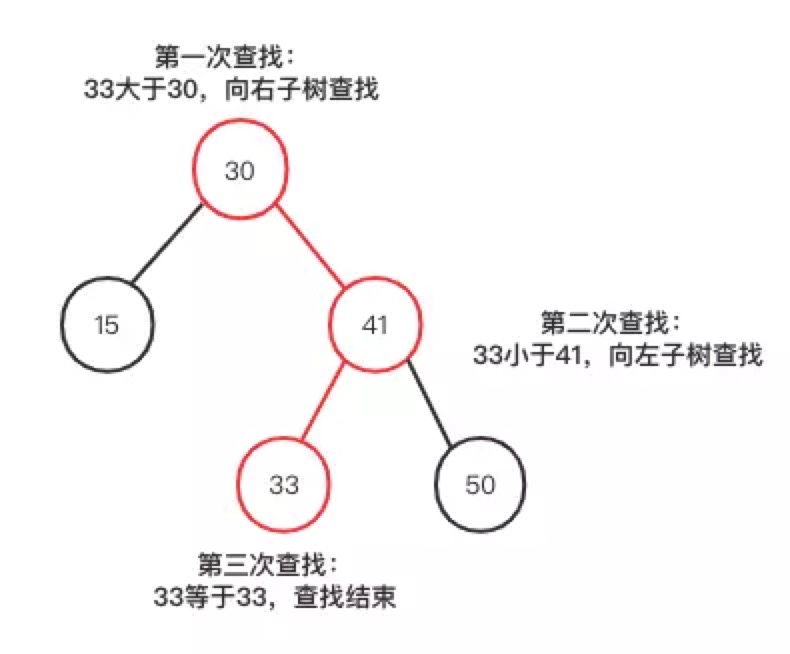 第一次查找：
33大于30，向右子树查找
30
15
41
第二次查找：
33小于41，向左子树查找
33
50
第三次查找：
33等于33，查找结束